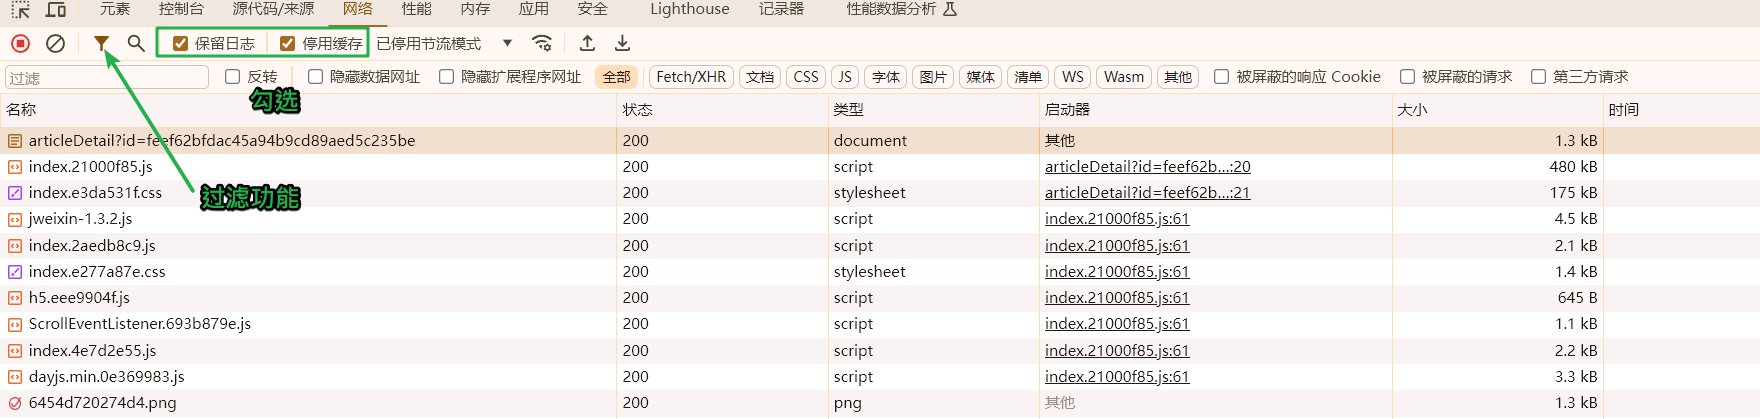 元素 控制台 源代码/来源 网络 性能 内存 应用 安全 Lighthouse 记录器 性能数据分析
保留日志 停用缓存 已停用节流模式
过滤 反转 隐藏数据网址 隐藏扩展程序网址 全部 Fetch/XHR 文档 CSS JS 字体 图片 媒体 清单 WS Wasm 其他 被屏蔽的响应 Cookie 被屏蔽的请求 第三方请求
勾选
名称 状态 类型 启动器 大小 时间
articleDetail?id=feef62bfdac45a94b9cd89aed5c235be 200 document 其他 1.3 kB
index.21000f85.js 200 script articleDetail?id=feef62b...:20 480 kB
index.e3da531f.css 200 stylesheet articleDetail?id=feef62b...:21 175 kB
过滤功能
jweixin-1.3.2.js 200 script index.21000f85.js:61 4.5 kB
index.2aedb8c9.js 200 script index.21000f85.js:61 2.1 kB
index.e277a87e.css 200 stylesheet index.21000f85.js:61 1.4 kB
h5.eee9904f.js 200 script index.21000f85.js:61 645 B
ScrollEventListener.693b879e.js 200 script index.21000f85.js:61 1.1 kB
index.4e7d2e55.js 200 script index.21000f85.js:61 2.2 kB
dayjs.min.0e369983.js 200 script index.21000f85.js:61 3.3 kB
6454d720274d4.png 200 png 其他 1.3 kB